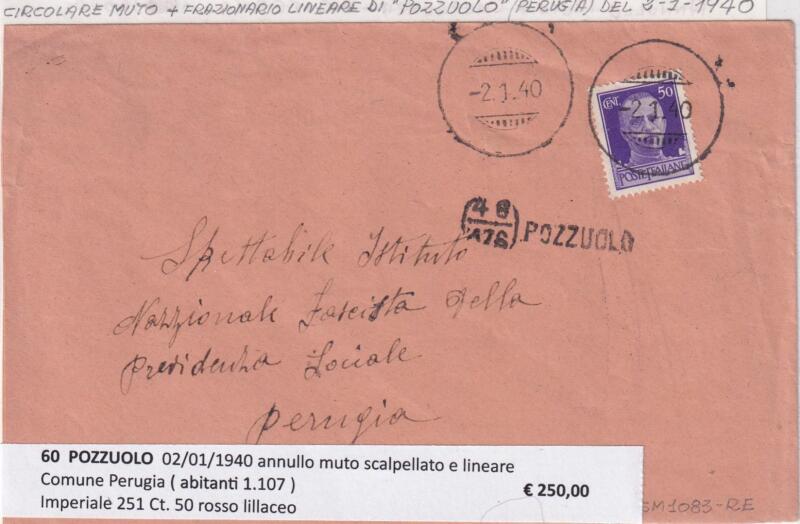 CIRCOLARE MUTO + FRAZIONARIO LINEARE DI "POZZUOLO" (PERUGIA) DEL 2-1-1940
-2.1.40
-2.1.40
CENT. 50
POSTE ITALIANE
46
176 POZZUOLO
Spettabile Istituto
Nazzionale Fascista della
Previdenza Sociale
Perugia
60 POZZUOLO 02/01/1940 annullo muto scalpellato e lineare
Comune Perugia ( abitanti 1.107 )
€ 250,00
Imperiale 251 Ct. 50 rosso lillaceo
SM1083-RE